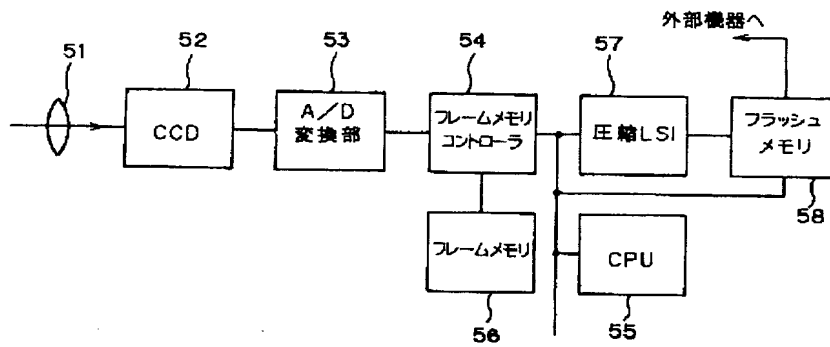 外部機器へ
51
52
53
54
57
CCD
A/D
変換部
フレームメモリ
コントローラ
圧縮LSI
フラッシュ
メモリ
58
フレームメモリ
CPU
56
55